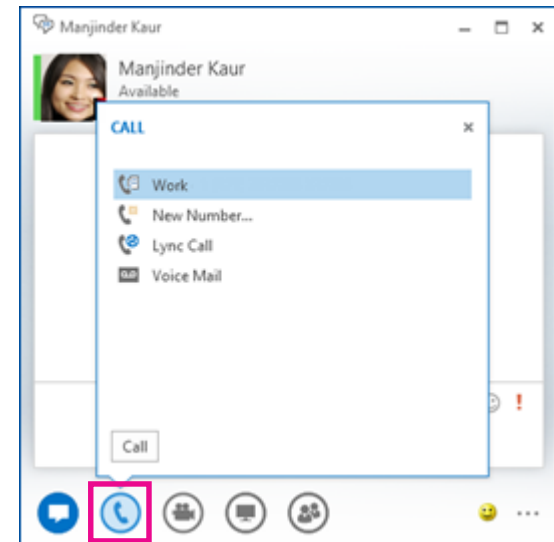 Manjinder Kaur
Manjinder Kaur
Available
CALL
Work
New Number...
Lync Call
Voice Mail
Call